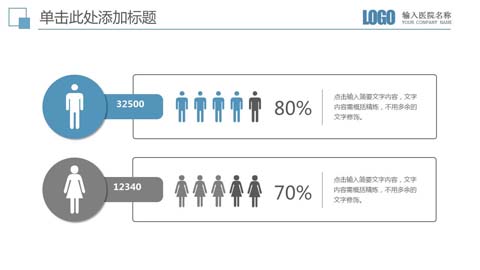 单击此处添加标题
LOGO
输入医院名称
YOUR COMPANY NAME
32500
80%
点击输入简要文字内容，文字
内容需概括精炼，不用多余的
文字修饰。
12340
70%
点击输入简要文字内容，文字
内容需概括精炼，不用多余的
文字修饰。